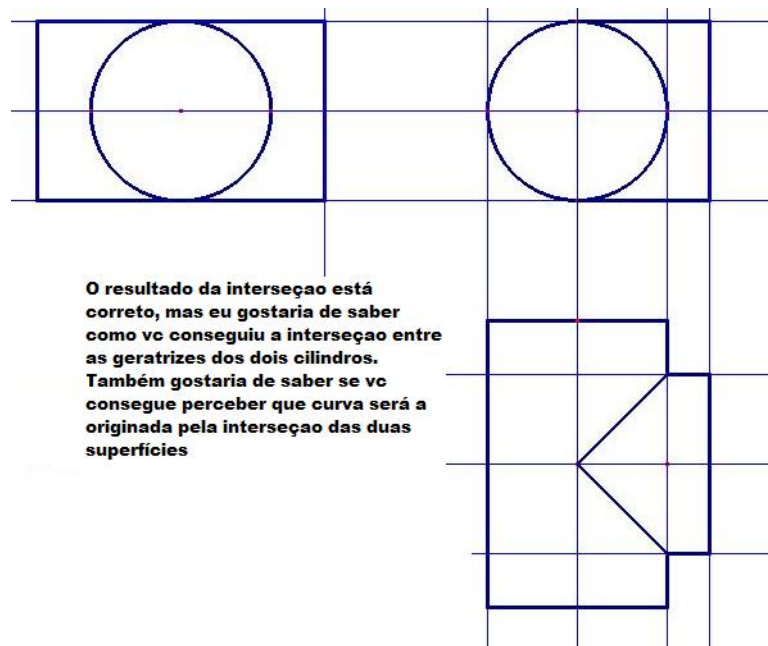 O resultado da interseçao está
correto, mas eu gostaria de saber
como vc conseguiu a interseçao entre
as geratrizes dos dois cilindros.
Também gostaria de saber se vc
consegue perceber que curva será a
originada pela interseçao das duas
superfícies